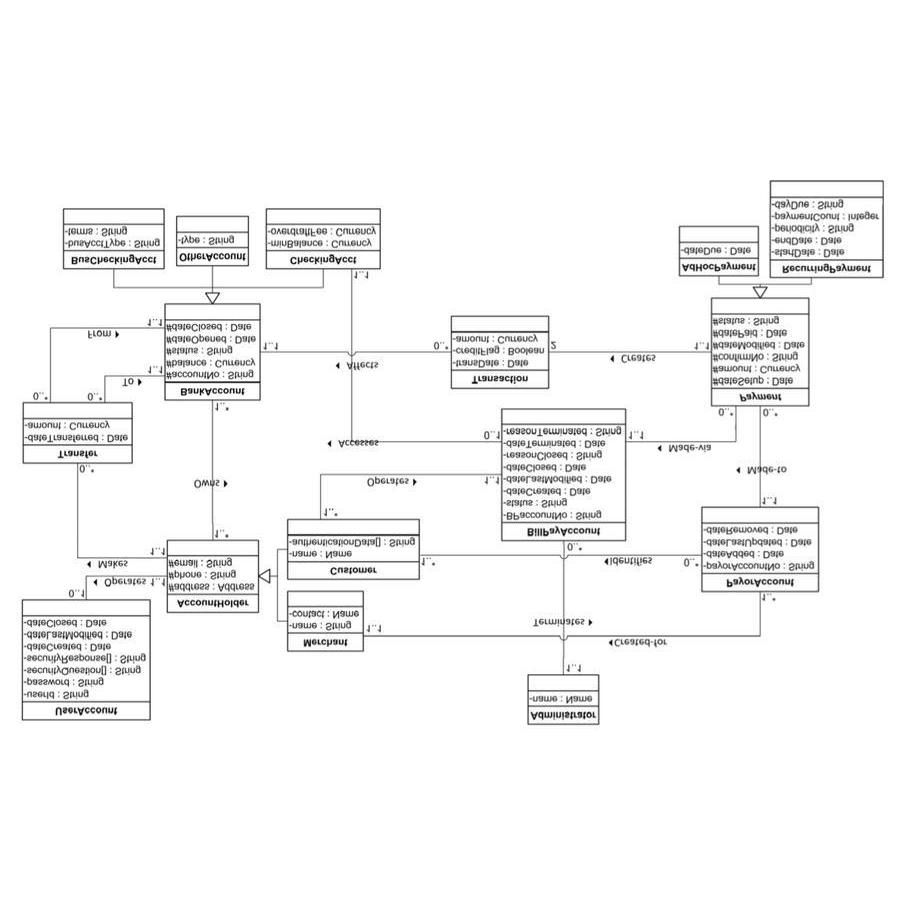 UserAccount
-userId : String
-password : String
-securityQuestion[] : String
-securityResponse[] : String
-dateCreated : Date
-dateLastModified : Date
-dateClosed : Date
0..1
Operates
1..1
Administrator
-name : Name
1..1
Terminates
0..*
Merchant
-name : String
-contact : Name
1..1
Created-for
1..*
AccountHolder
#address : Address
#phone : String
#email : String
1..1
Makes
0..*
1..*
Owns
1..*
Customer
-name : Name
-authenticationData[] : String
1..*
Identifies
0..*
1..*
Operates
1..1
PayorAccount
-payorAccountNo : String
-dateAdded : Date
-dateLastUpdated : Date
-dateRemoved : Date
1..1
Made-to
0..*
BillPayAccount
-BPaccountNo : String
-status : String
-dateCreated : Date
-dateLastModified : Date
-dateClosed : Date
-reasonClosed : String
-dateTerminated : Date
-reasonTerminated : String
1..1
Made-via
0..*
0..1
Accesses
1..1
Transfer
-dateTransferred : Date
-amount : Currency
0..*
To
1..1
0..*
From
1..1
BankAccount
#accountNo : String
#balance : Currency
#status : String
#dateOpened : Date
#dateClosed : Date
1..1
Affects
0..*
Transaction
-transDate : Date
-creditFlag : Boolean
-amount : Currency
2
Creates
1..1
Payment
#dateSetup : Date
#amount : Currency
#confirmNo : String
#dateModified : Date
#datePaid : Date
#status : String
BusCheckingAcct
-busAcctType : String
-terms : String
OtherAccount
-type : String
CheckingAcct
-minBalance : Currency
-overdraftFee : Currency
AdHocPayment
-dateDue : Date
RecurringPayment
-startDate : Date
-endDate : Date
-periodicity : String
-paymentCount : Integer
-dayDue : String